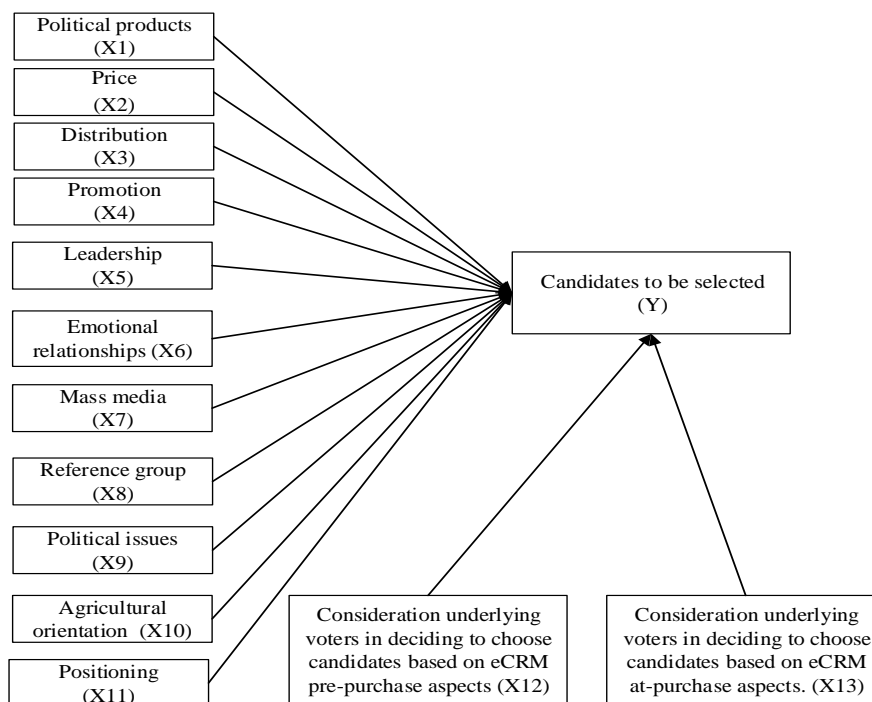 Political products
(X1)
Price
(X2)
Distribution
(X3)
Promotion
(X4)
Leadership
(X5)
Emotional
relationships (X6)
Mass media
(X7)
Reference group
(X8)
Political issues
(X9)
Agricultural
orientation (X10)
Positioning
(X11)
Candidates to be selected
(Y)
Consideration underlying
voters in deciding to choose
candidates based on eCRM
pre-purchase aspects (X12)
Consideration underlying
voters in deciding to choose
candidates based on eCRM
at-purchase aspects. (X13)